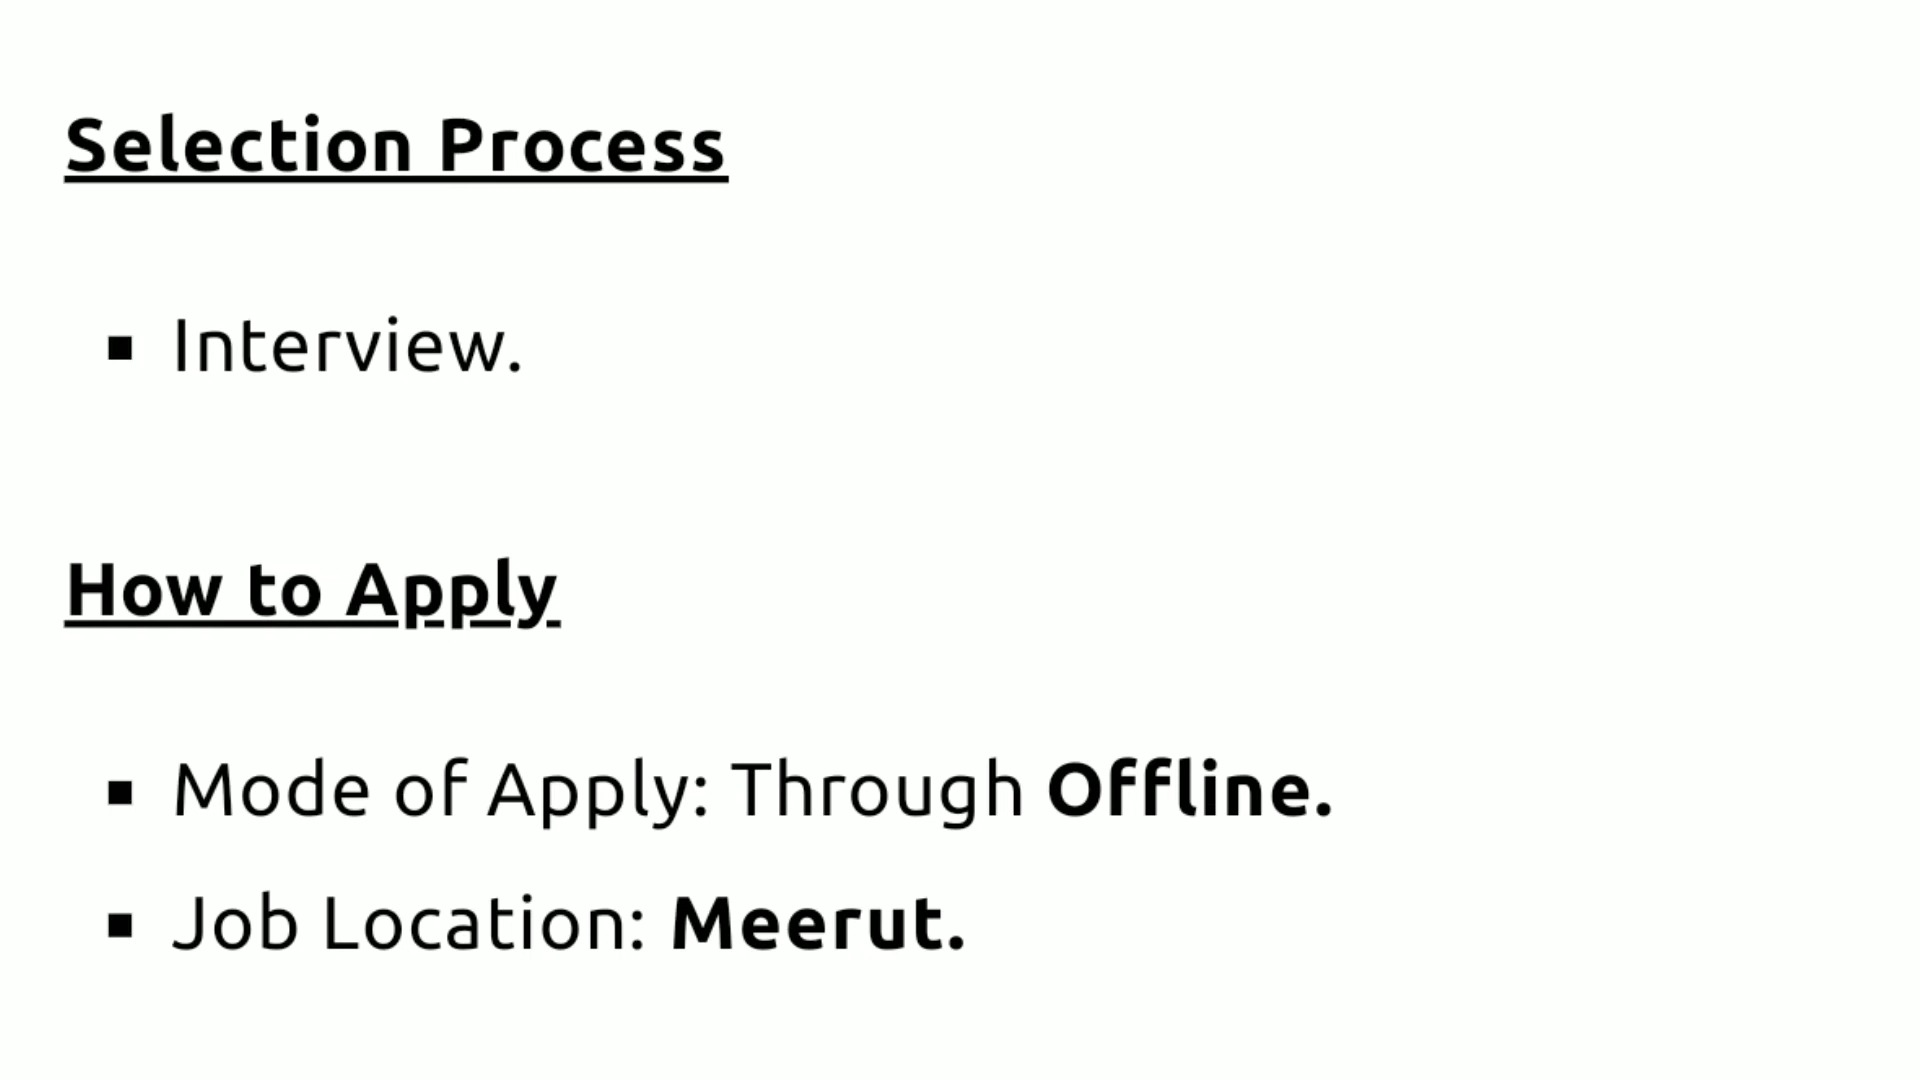 Selection Process
Interview.
How to Apply
Mode of Apply: Through Offline.
Job Location: Meerut.